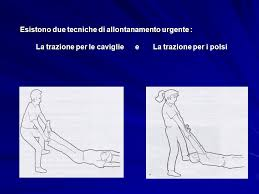 Esistono due tecniche di allontanamento urgente :
La trazione per le caviglie e La trazione per i polsi